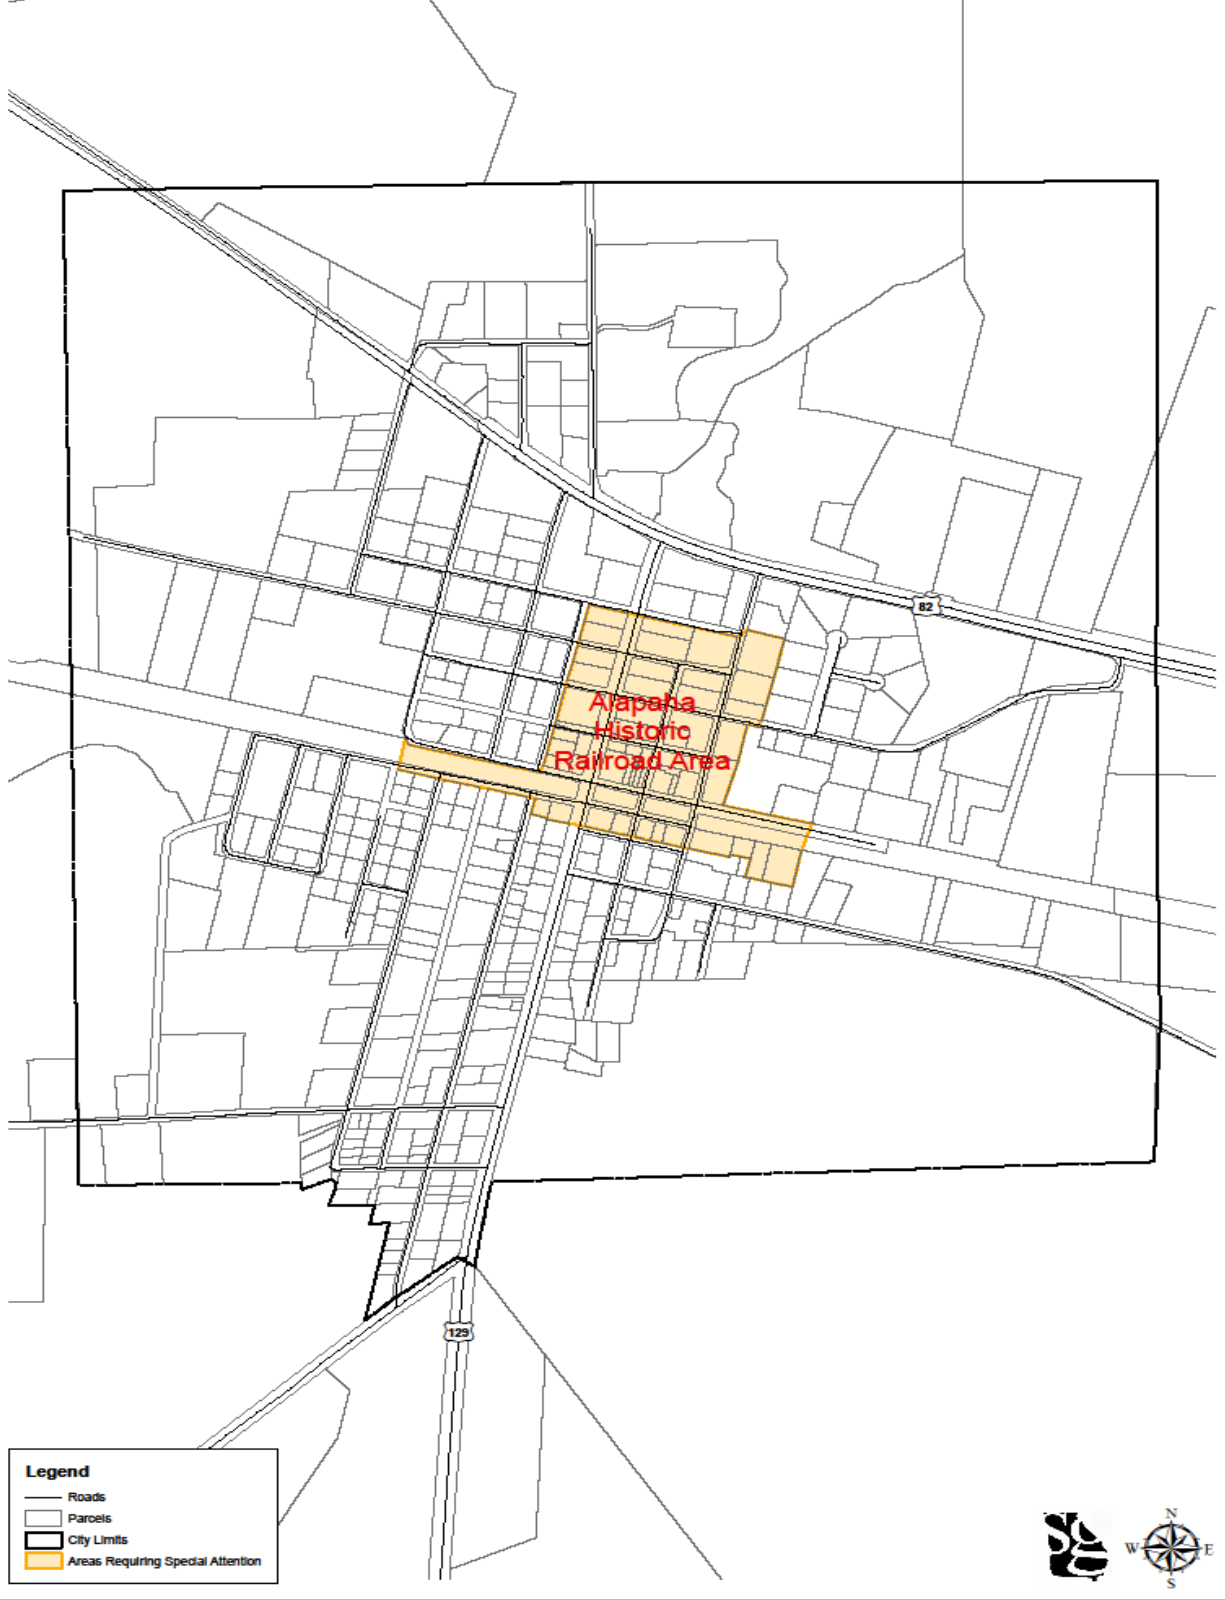 82
Alapaha
Historic
Railroad Area
129
Legend
Roads
Parcels
City Limits
Areas Requiring Special Attention
N
W E
S